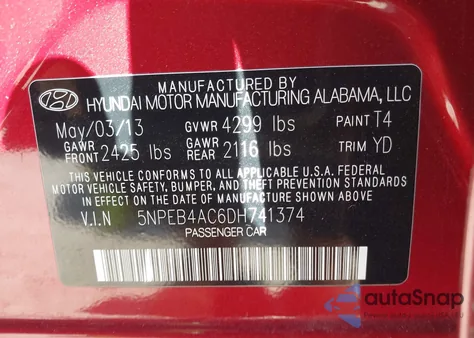 MANUFACTURED BY
HYUNDAI MOTOR MANUFACTURING ALABAMA, LLC
May/03/13 GVWR 4299 lbs PAINT T4
GAWR FRONT 2425 lbs GAWR REAR 2116 lbs TRIM YD
THIS VEHICLE CONFORMS TO ALL APPLICABLE U.S. FEDERAL
MOTOR VEHICLE SAFETY, BUMPER, AND THEFT PREVENTION STANDARDS
IN EFFECT ON THE DATE OF MANUFACTURE SHOWN ABOVE.
V.I.N 5NPEB4AC6DH741374
PASSENGER CAR
autoSnap